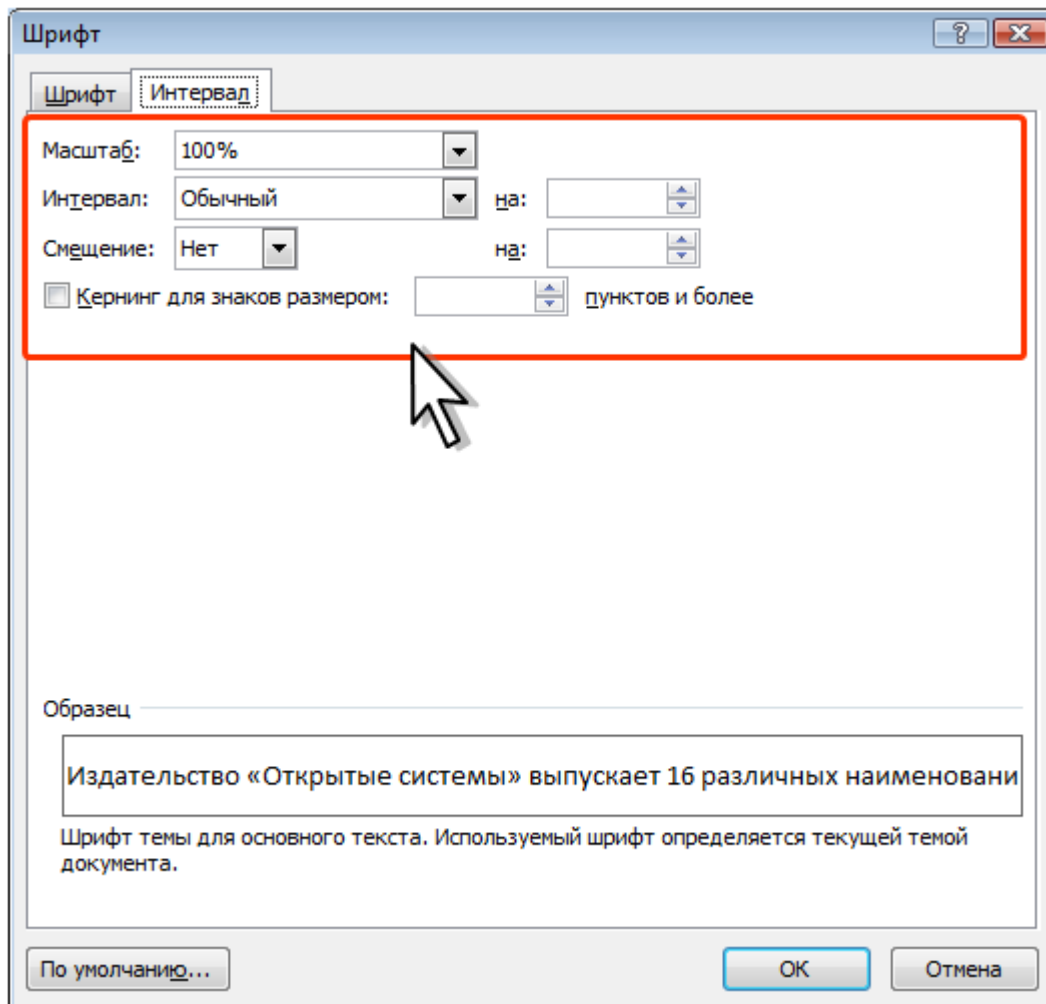 Шрифт
Шрифт Интервал
Масштаб: 100%
Интервал: Обычный на:
Смещение: Нет на:
Кернинг для знаков размером: пунктов и более
Образец
Издательство «Открытые системы» выпускает 16 различных наименовани
Шрифт темы для основного текста. Используемый шрифт определяется текущей темой
документа.
По умолчанию... ОК Отмена